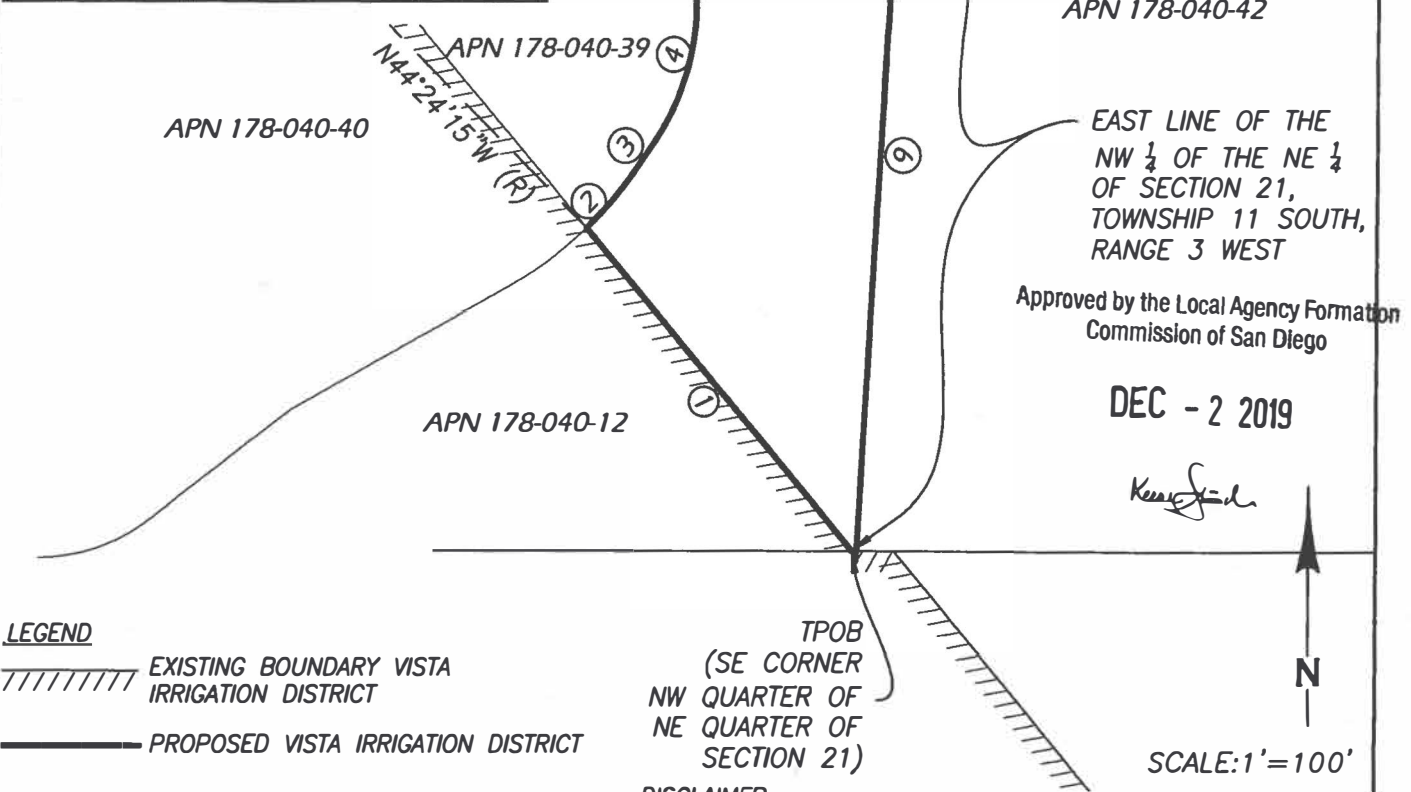 APN 178-040-42
APN 178-040-39
4
N44°24'15"W (R)
APN 178-040-40
3
9
2
EAST LINE OF THE
NW 1/4 OF THE NE 1/4
OF SECTION 21,
TOWNSHIP 11 SOUTH,
RANGE 3 WEST
Approved by the Local Agency Formation
Commission of San Diego
DEC - 2 2019
1
APN 178-040-12
LEGEND
EXISTING BOUNDARY VISTA
IRRIGATION DISTRICT
PROPOSED VISTA IRRIGATION DISTRICT
TPOB
(SE CORNER
NW QUARTER OF
NE QUARTER OF
SECTION 21)
N
SCALE:1'=100'
DISCLAIMER